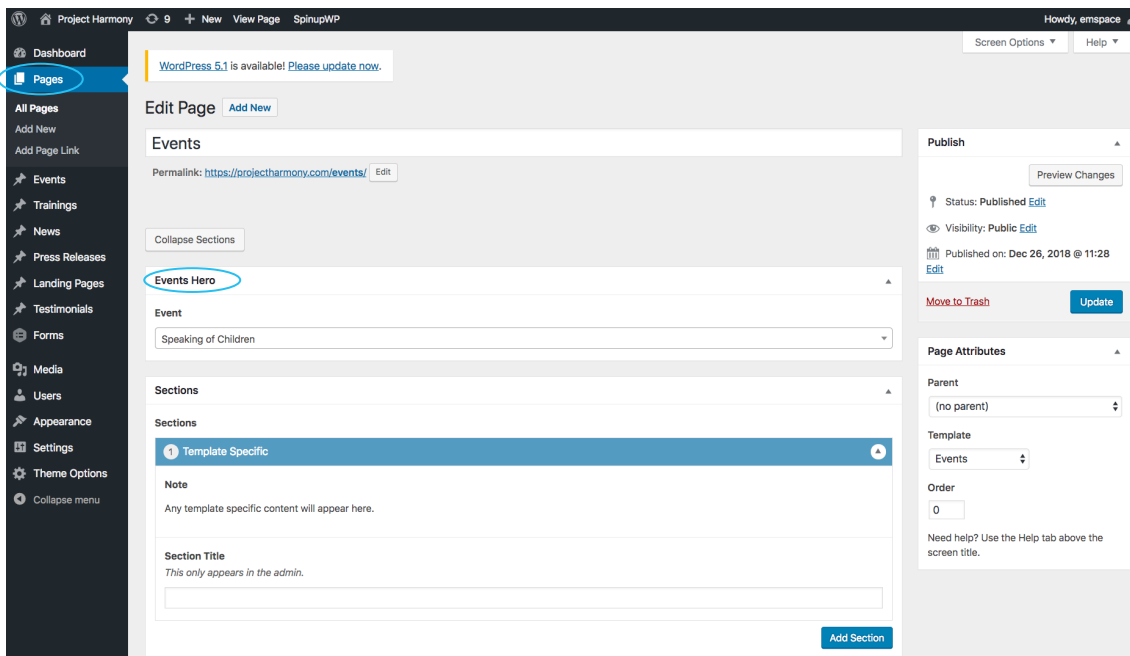 Project Harmony 9 New View Page SpinupWP Howdy, emspace
Screen Options Help
Dashboard
Pages
All Pages
Add New
Add Page Link
Events
Trainings
News
Press Releases
Landing Pages
Testimonials
Forms
Media
Users
Appearance
Settings
Theme Options
Collapse menu
WordPress 5.1 is available! Please update now.
Edit Page Add New
Events
Permalink: https://projectharmony.com/events/ Edit
Collapse Sections
Events Hero
Event
Speaking of Children
Sections
Sections
1 Template Specific
Note
Any template specific content will appear here.
Section Title
This only appears in the admin.
Add Section
Publish
Preview Changes
Status: Published Edit
Visibility: Public Edit
Published on: Dec 26, 2018 @ 11:28
Edit
Move to Trash Update
Page Attributes
Parent
(no parent)
Template
Events
Order
0
Need help? Use the Help tab above the
screen title.